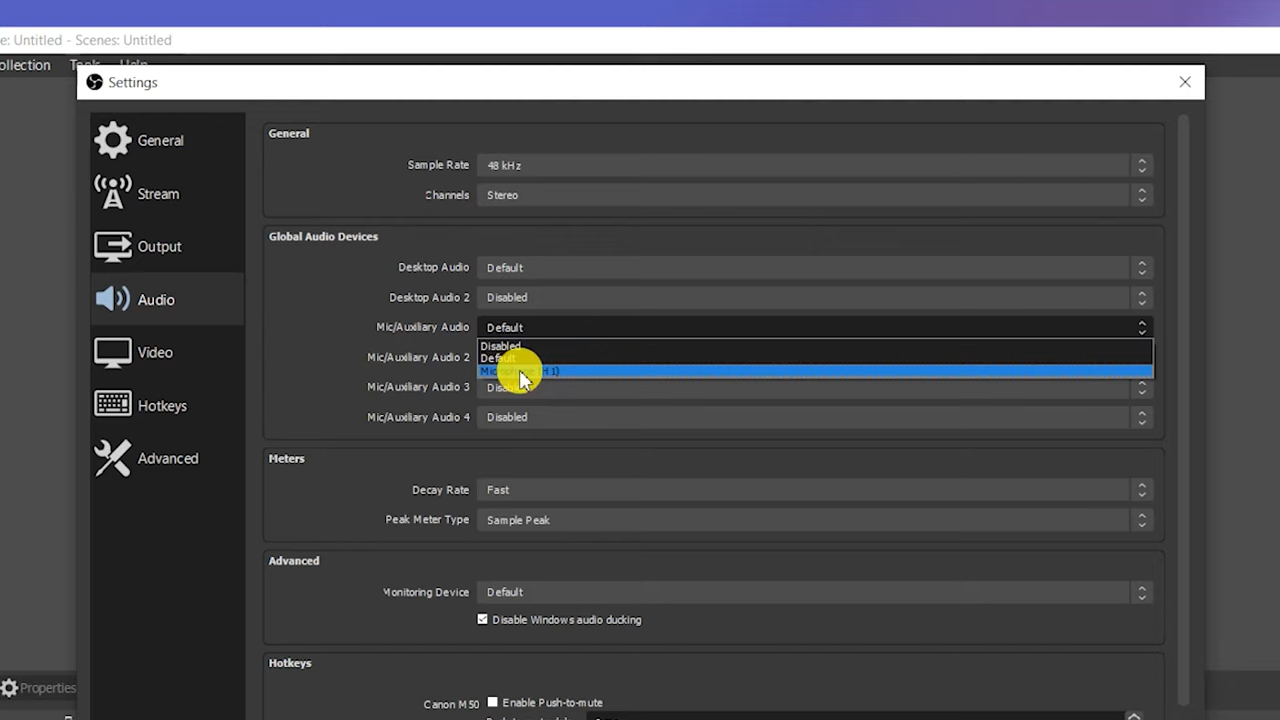 e: Untitled - Scenes: Untitled
ollection Tools Help
Settings
General
Stream
Output
Audio
Video
Hotkeys
Advanced
General
Sample Rate 48 kHz
Channels Stereo
Global Audio Devices
Desktop Audio Default
Desktop Audio 2 Disabled
Mic/Auxiliary Audio Default
Disabled
Mic/Auxiliary Audio 2 Default
H1)
Mic/Auxiliary Audio 3
Mic/Auxiliary Audio 4 Disabled
Meters
Decay Rate Fast
Peak Meter Type Sample Peak
Advanced
Monitoring Device Default
Disable Windows audio ducking
Hotkeys
Canon M50 Enable Push-to-mute
Properties